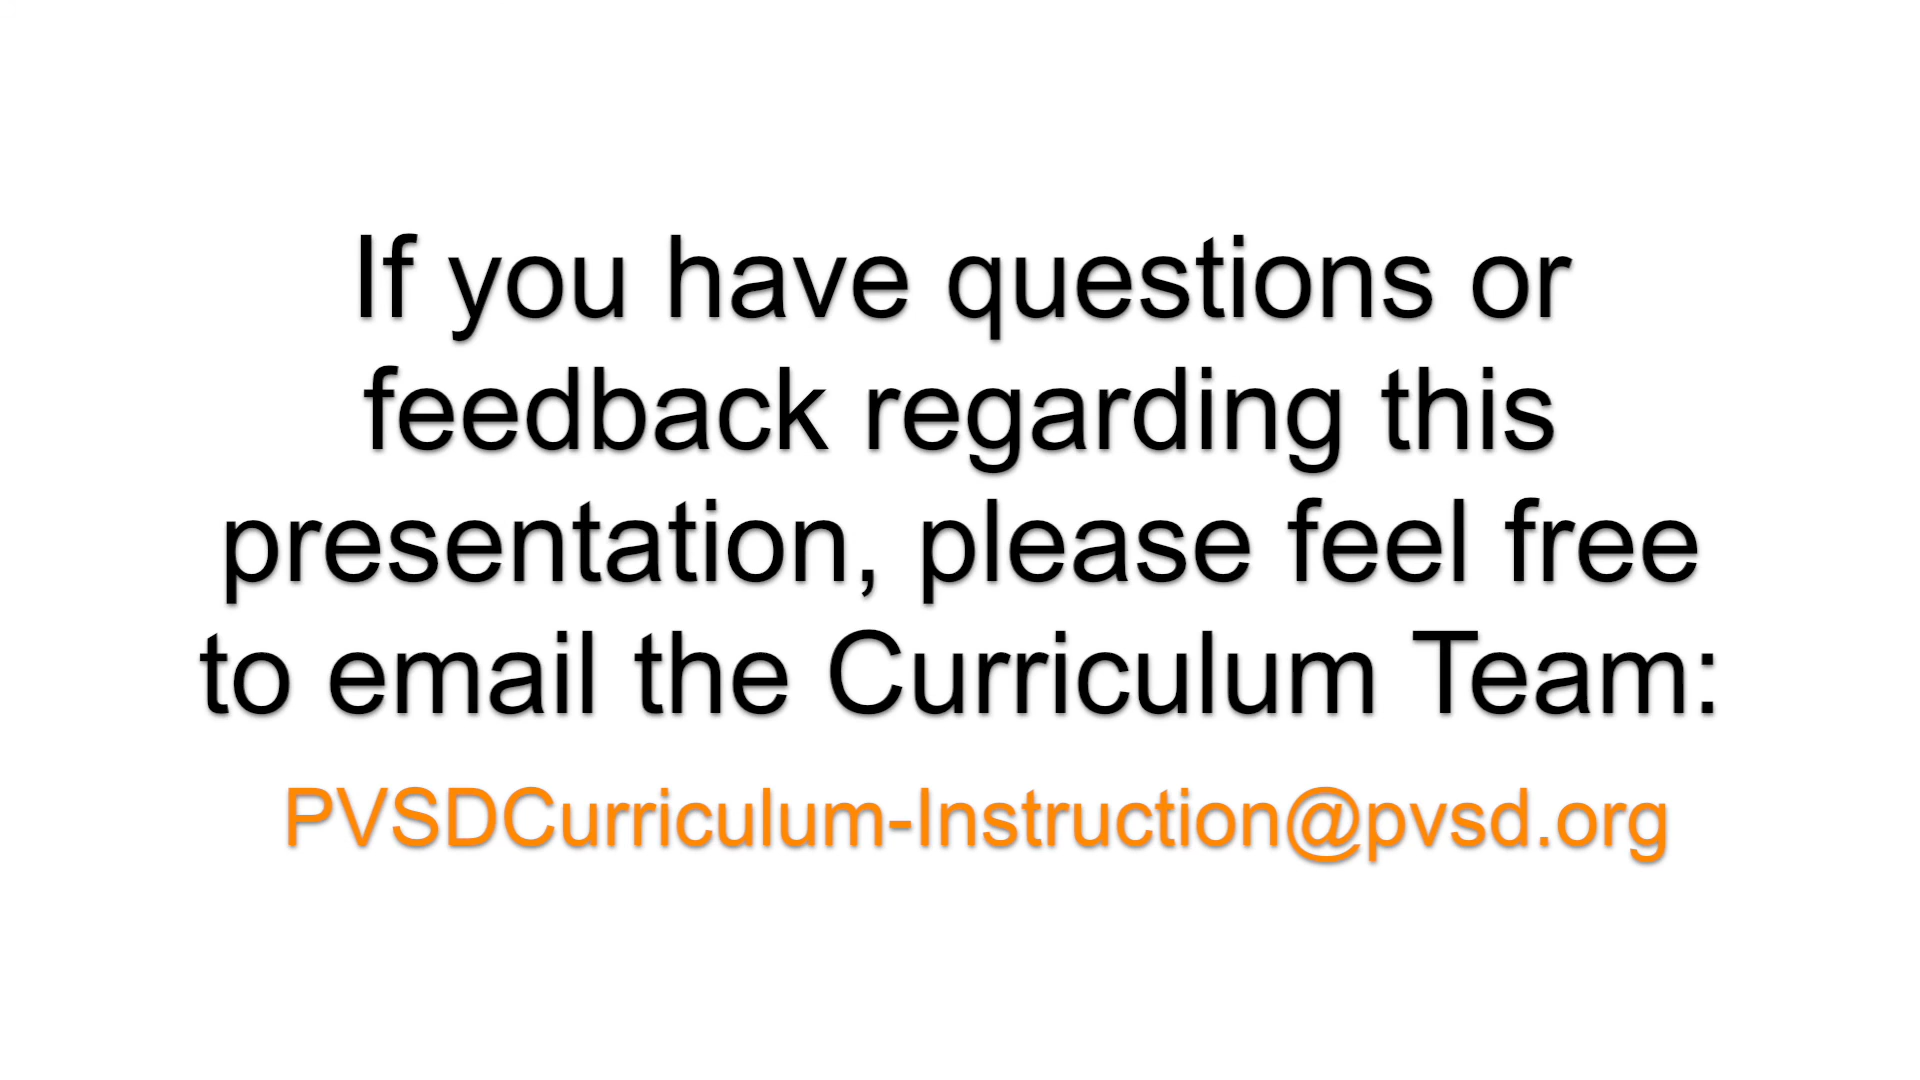 If you have questions or
feedback regarding this
presentation, please feel free
to email the Curriculum Team:
PVSDCurriculum-Instruction@pvsd.org